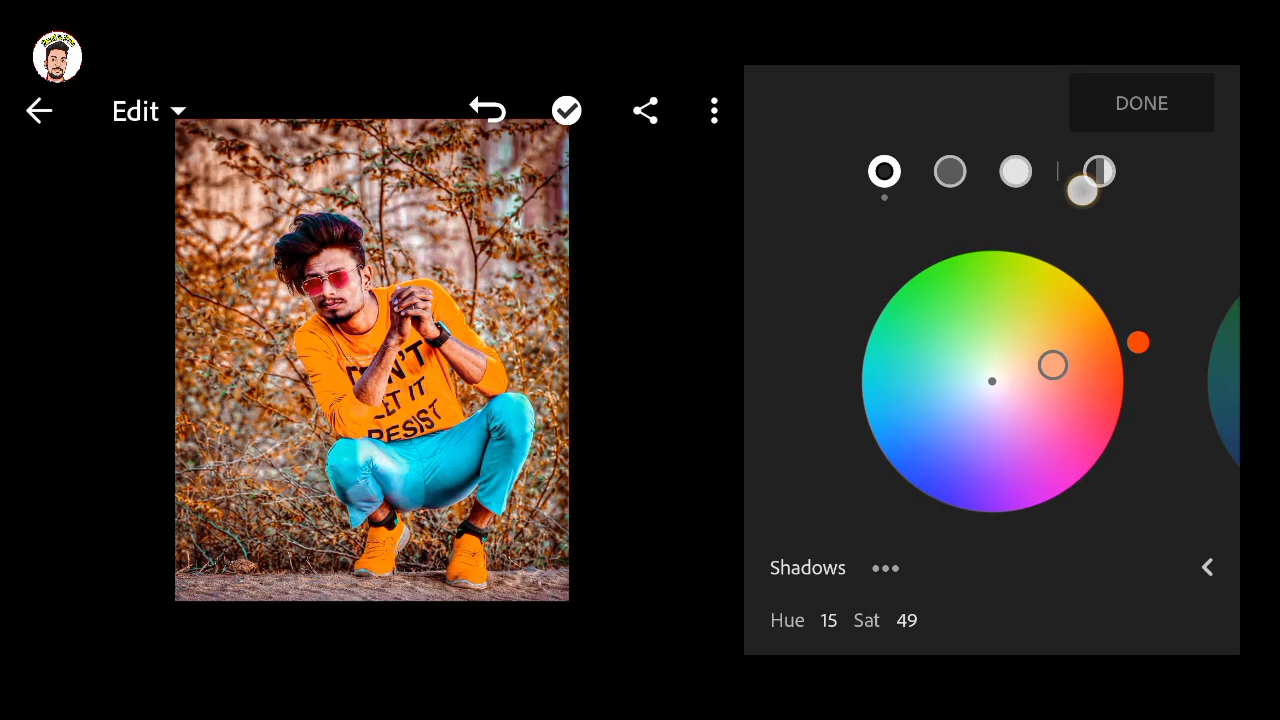 Edit
DONE
DON'T
LET IT
RESIST
Shadows
Hue 15 Sat 49